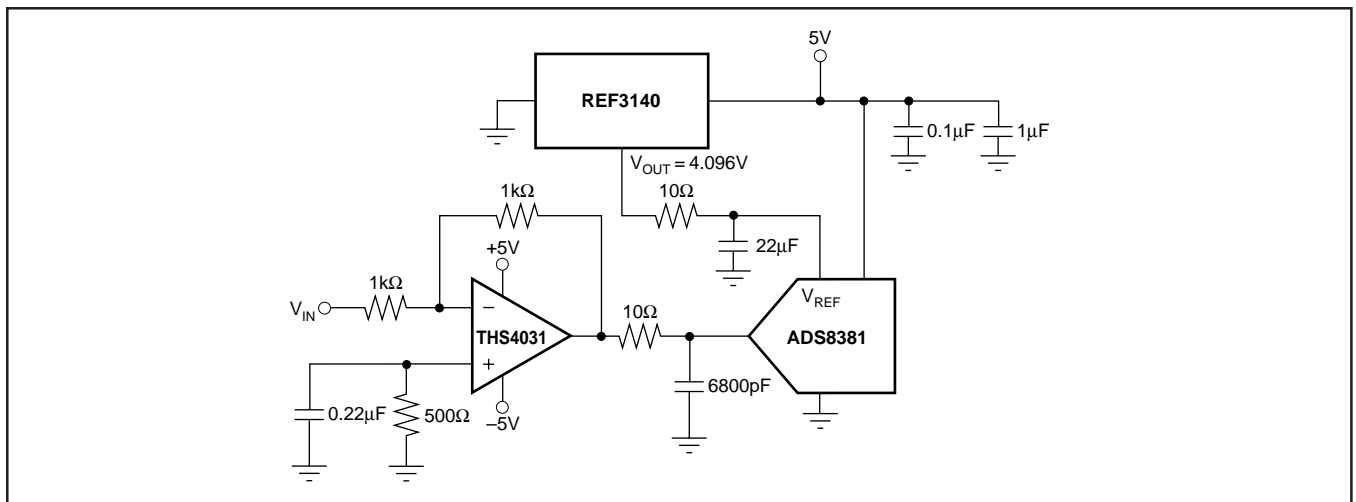 5V
REF3140
0.1µF
1µF
V_OUT = 4.096V
1kΩ
10Ω
+5V
22µF
1kΩ
V_IN
−
THS4031
+
10Ω
V_REF
ADS8381
6800pF
0.22µF
500Ω
−5V